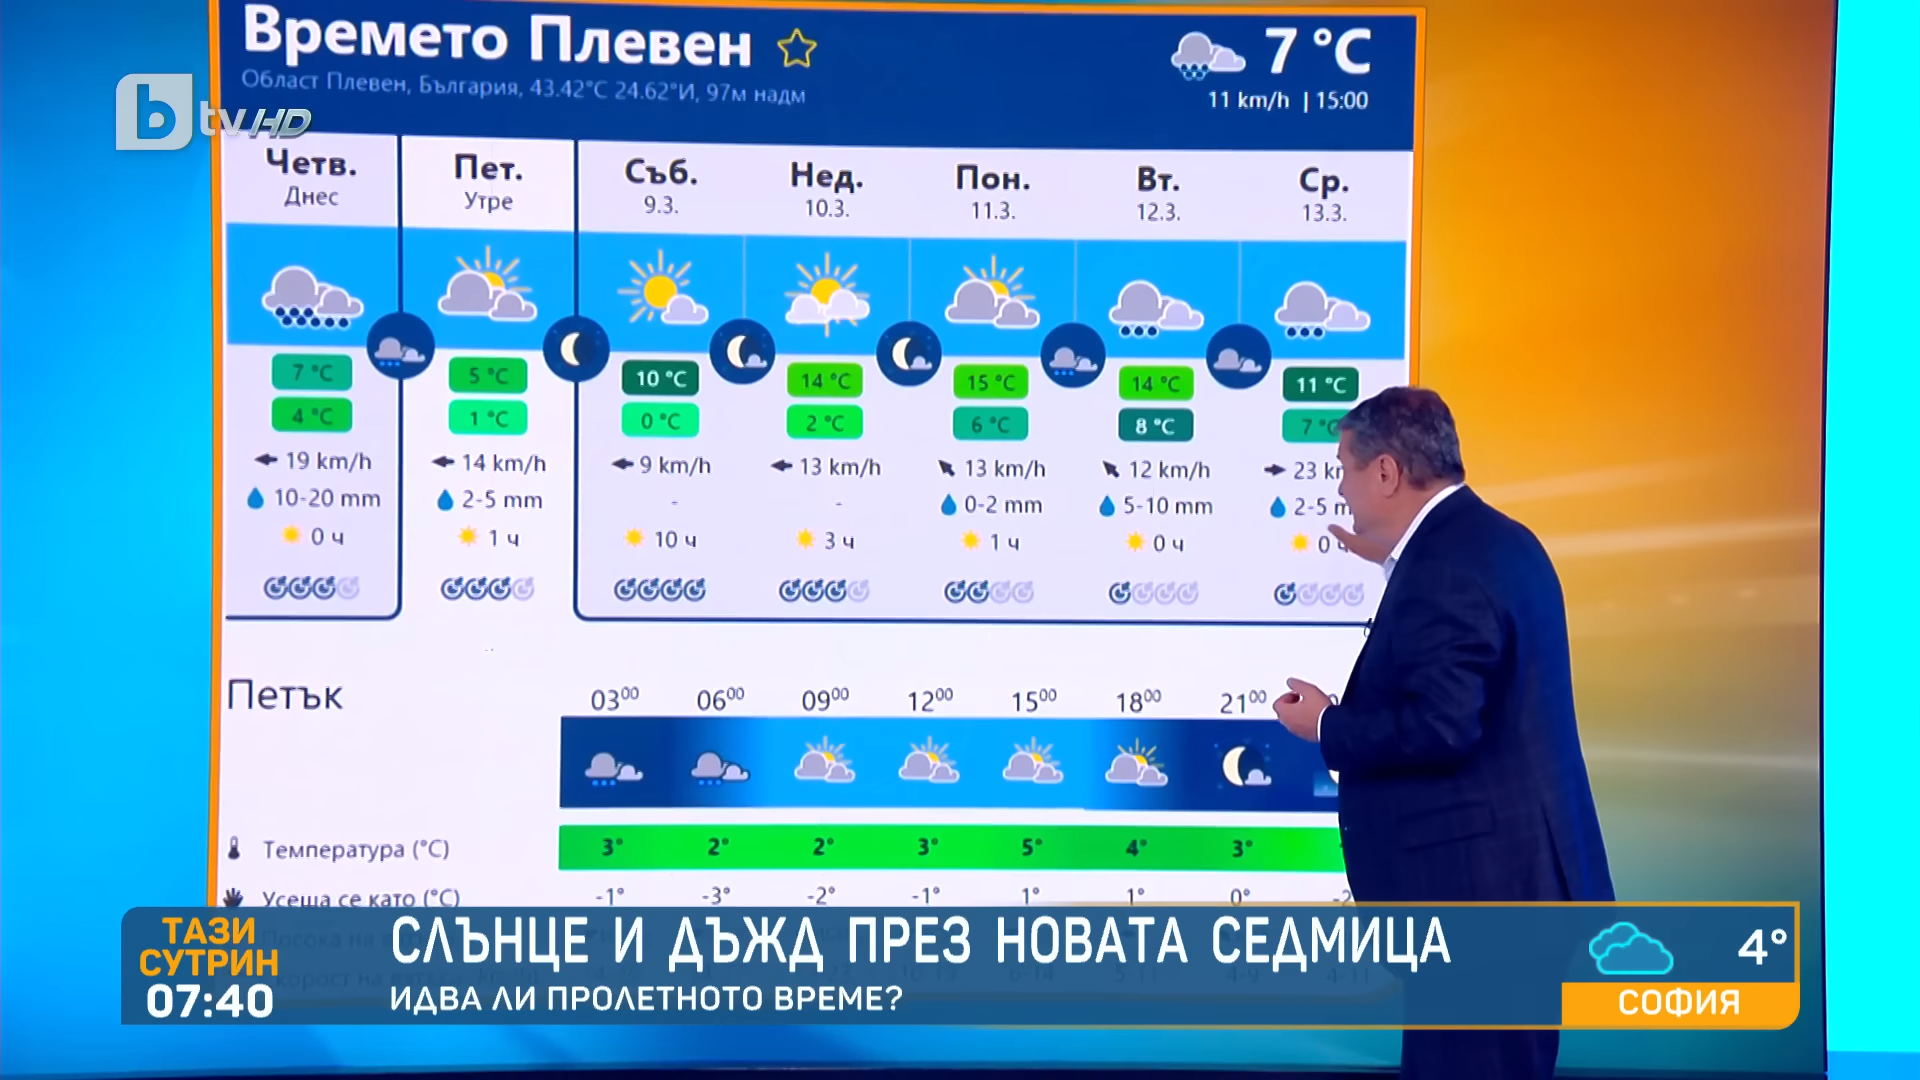 Времето Плевен
Област Плевен, България, 43.42°С 24.62°И, 97м надм
7 °C
11 km/h | 15:00
btv HD
Четв. Пет. Съб. Нед. Пон. Вт. Ср.
Днес Утре 9.3. 10.3. 11.3. 12.3. 13.3.
7 °C 5 °C 10 °C 14 °C 15 °C 14 °C 11 °C
4 °C 1 °C 0 °C 2 °C 6 °C 8 °C 7 °C
19 km/h 14 km/h 9 km/h 13 km/h 13 km/h 12 km/h 23
10-20 mm 2-5 mm - - 0-2 mm 5-10 mm 2-5
0 ч 1 ч 10 ч 3 ч 1 ч 0 ч 0 ч
Петък
03⁰⁰ 06⁰⁰ 09⁰⁰ 12⁰⁰ 15⁰⁰ 18⁰⁰ 21⁰⁰
Температура (°C) 3° 2° 2° 3° 5° 4° 3°
Усеща се като (°C) -1° -3° -2° -1° 1° 1° 0° -2
ТАЗИ
СУТРИН
07:40
СЛЪНЦЕ И ДЪЖД ПРЕЗ НОВАТА СЕДМИЦА
ИДВА ЛИ ПРОЛЕТНОТО ВРЕМЕ?
4°
СОФИЯ